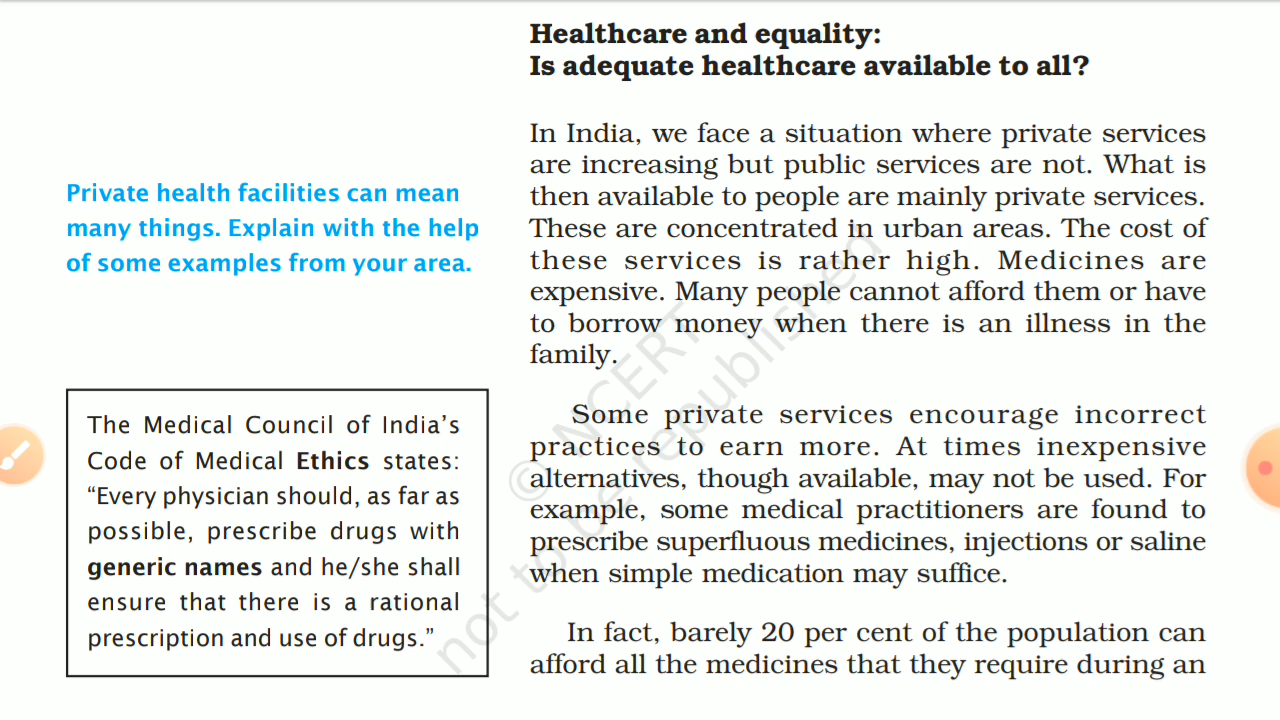 Healthcare and equality:
Is adequate healthcare available to all?
In India, we face a situation where private services
are increasing but public services are not. What is
then available to people are mainly private services.
These are concentrated in urban areas. The cost of
these services is rather high. Medicines are
expensive. Many people cannot afford them or have
to borrow money when there is an illness in the
family.
Some private services encourage incorrect
practices to earn more. At times inexpensive
alternatives, though available, may not be used. For
example, some medical practitioners are found to
prescribe superfluous medicines, injections or saline
when simple medication may suffice.
In fact, barely 20 per cent of the population can
afford all the medicines that they require during an
Private health facilities can mean
many things. Explain with the help
of some examples from your area.
The Medical Council of India’s
Code of Medical Ethics states:
“Every physician should, as far as
possible, prescribe drugs with
generic names and he/she shall
ensure that there is a rational
prescription and use of drugs.”
© NCERT
not to be republished